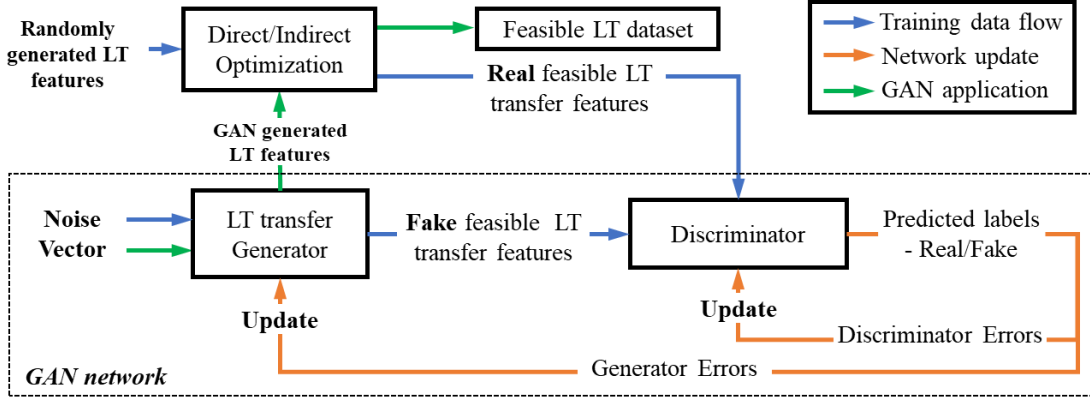 Randomly
generated LT
features
Direct/Indirect
Optimization
Feasible LT dataset
Real feasible LT
transfer features
Training data flow
Network update
GAN application
GAN generated
LT features
Noise
Vector
LT transfer
Generator
Fake feasible LT
transfer features
Discriminator
Predicted labels
- Real/Fake
Update
Update
Discriminator Errors
Generator Errors
GAN network